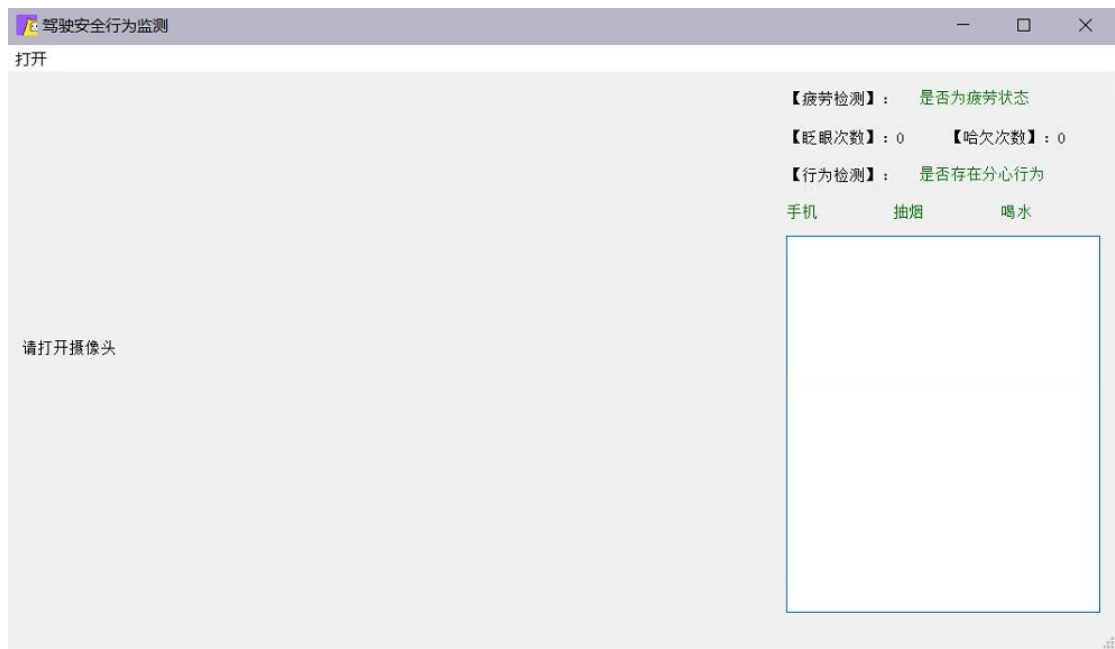 驾驶安全行为监测
打开
【疲劳检测】： 是否为疲劳状态
【眨眼次数】：0 【哈欠次数】：0
【行为检测】： 是否存在分心行为
手机 抽烟 喝水
请打开摄像头